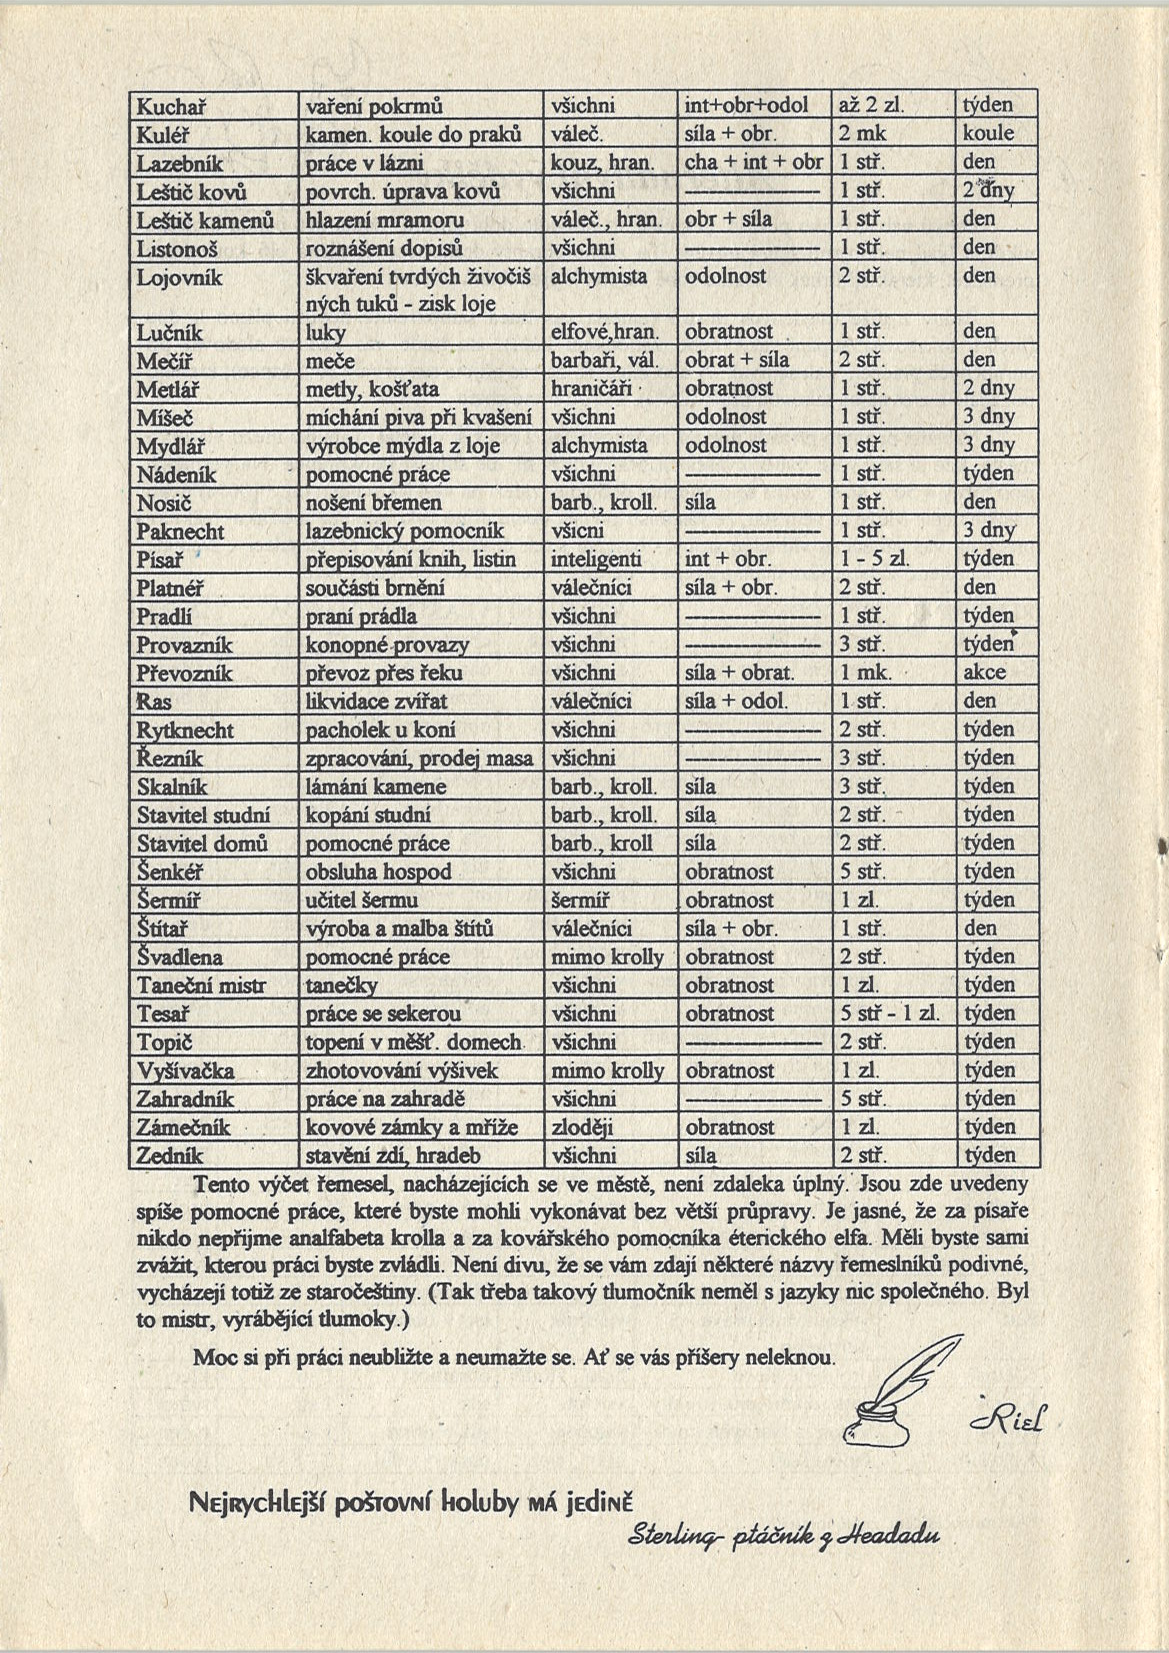 Kuchař vaření pokrmů všichni int+obr+odol až 2 zl. týden
Kuléř kamen. koule do praků váleč. síla + obr. 2 mk koule
Lazebník práce v lázni kouz, hran. cha + int + obr 1 stř. den
Leštič kovů povrch. úprava kovů všichni ---------------- 1 stř. 2 dny
Leštič kamenů hlazení mramoru váleč., hran. obr + síla 1 stř. den
Listonoš roznášení dopisů všichni ---------------- 1 stř. den
Lojovník škvaření tvrdých živočiš alchymista odolnost 2 stř. den
ných tuků - zisk loje
Lučník luky elfové,hran. obratnost 1 stř. den
Mečíř meče barbaři, vál. obrat + síla 2 stř. den
Metlář metly, košťata hraničáři obratnost 1 stř. 2 dny
Míšeč míchání piva při kvašení všichni odolnost 1 stř. 3 dny
Mydlář výrobce mýdla z loje alchymista odolnost 1 stř. 3 dny
Nádeník pomocné práce všichni ---------------- 1 stř. týden
Nosič nošení břemen barb., kroll. síla 1 stř. den
Paknecht lazebnický pomocník všicni ---------------- 1 stř. 3 dny
Písař přepisování knih, listin inteligenti int + obr. 1 - 5 zl. týden
Platnéř součásti brnění válečníci síla + obr. 2 stř. den
Pradlí praní prádla všichni ---------------- 1 stř. týden
Provazník konopné provazy všichni ---------------- 3 stř. týden
Převozník převoz přes řeku všichni síla + obrat. 1 mk. akce
Ras likvidace zvířat válečníci síla + odol. 1 stř. den
Rytknecht pacholek u koní všichni ---------------- 2 stř. týden
Řezník zpracování, prodej masa všichni ---------------- 3 stř. týden
Skalník lámání kamene barb., kroll. síla 3 stř. týden
Stavitel studní kopání studní barb., kroll. síla 2 stř. týden
Stavitel domů pomocné práce barb., kroll síla 2 stř. týden
Šenkéř obsluha hospod všichni obratnost 5 stř. týden
Šermíř učitel šermu šermíř obratnost 1 zl. týden
Štítař výroba a malba štítů válečníci síla + obr. 1 stř. den
Švadlena pomocné práce mimo krolly obratnost 2 stř. týden
Taneční mistr tanečky všichni obratnost 1 zl. týden
Tesař práce se sekerou všichni obratnost 5 stř - 1 zl. týden
Topič topení v měšť. domech všichni ---------------- 2 stř. týden
Vyšívačka zhotovování výšivek mimo krolly obratnost 1 zl. týden
Zahradník práce na zahradě všichni ---------------- 5 stř. týden
Zámečník kovové zámky a mříže zloději obratnost 1 zl. týden
Zedník stavění zdí, hradeb všichni síla 2 stř. týden
Tento výčet řemesel, nacházejících se ve městě, není zdaleka úplný. Jsou zde uvedeny
spíše pomocné práce, které byste mohli vykonávat bez větší průpravy. Je jasné, že za písaře
nikdo nepřijme analfabeta krolla a za kovářského pomocníka éterického elfa. Měli byste sami
zvážit, kterou práci byste zvládli. Není divu, že se vám zdají některé názvy řemeslníků podivné,
vycházejí totiž ze staročeštiny. (Tak třeba takový tlumočník neměl s jazyky nic společného. Byl
to mistr, vyrábějící tlumoky.)
Moc si při práci neubližte a neumažte se. Ať se vás příšery neleknou.
Riel
Nejrychlejší poštovní holuby má jedině
Sterling- ptáčník z Headadu